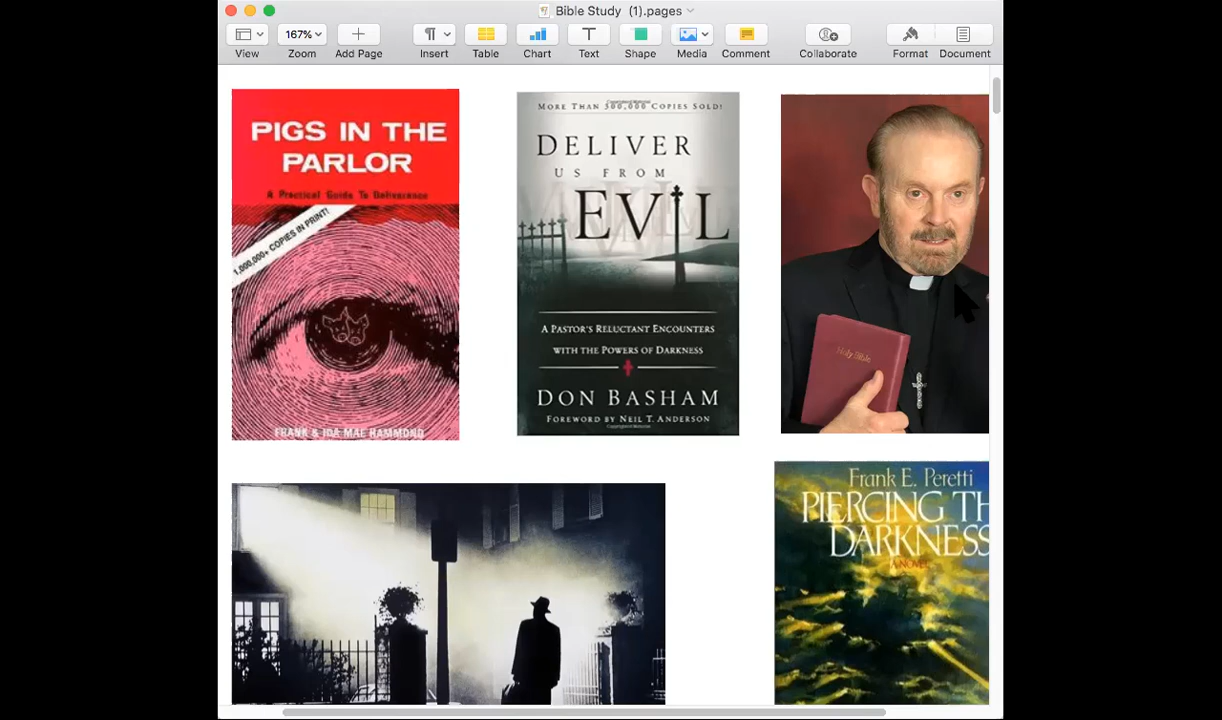 Bible Study (1).pages
167%
View
Zoom
Add Page
Insert
Table
Chart
Text
Shape
Media
Comment
Collaborate
Format
Document
PIGS IN THE
PARLOR
A Practical Guide To Deliverance
1,000,000+ COPIES IN PRINT!
FRANK & IDA MAE HAMMOND
MORE THAN 500,000 COPIES SOLD!
DELIVER
US FROM
EVIL
A PASTOR'S RELUCTANT ENCOUNTERS
WITH THE POWERS OF DARKNESS
DON BASHAM
FOREWORD BY NEIL T. ANDERSON
Copyrighted Material
Holy Bible
Frank E. Peretti
PIERCING TH
DARKNESS
A NOVEL